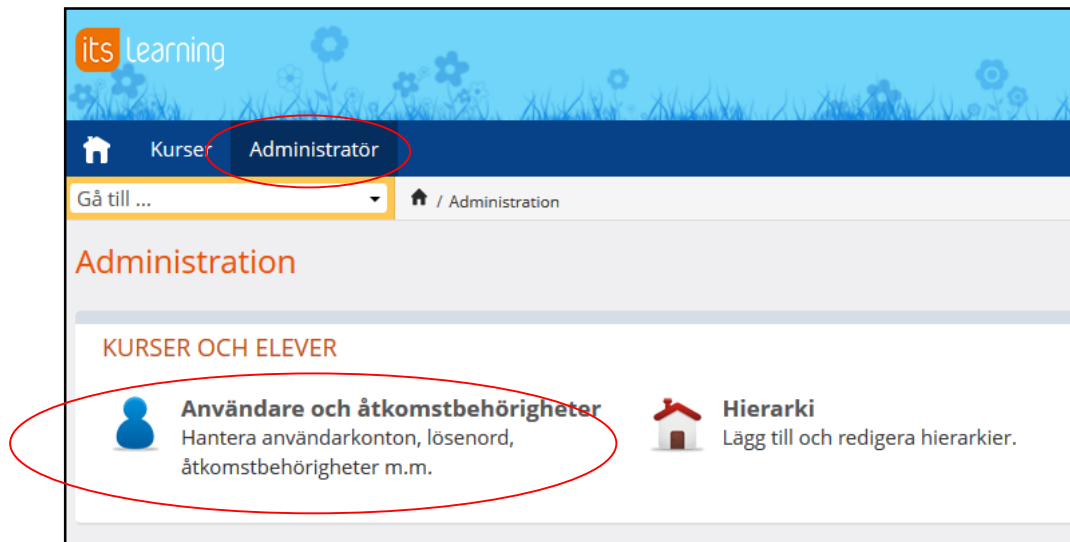 its learning
Kurser Administratör
Gå till ... / Administration
Administration
KURSER OCH ELEVER
Användare och åtkomstbehörigheter
Hantera användarkonton, lösenord,
åtkomstbehörigheter m.m.
Hierarki
Lägg till och redigera hierarkier.